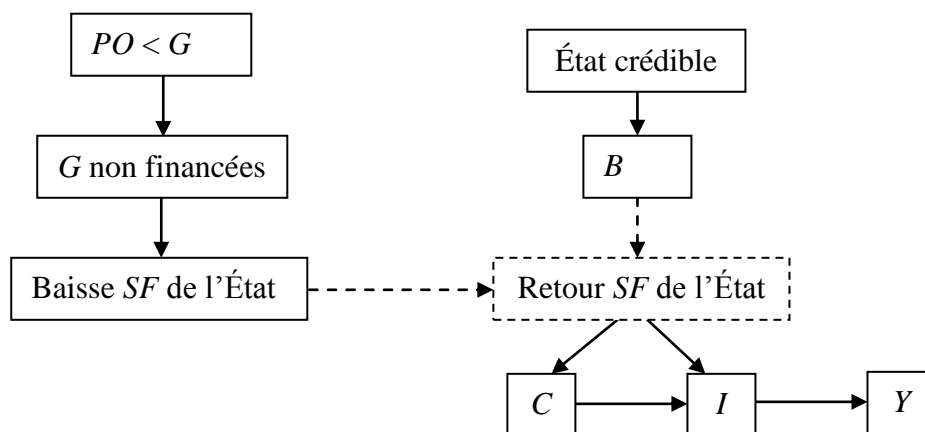 PO < G
État crédible
G non financées
B
Baisse SF de l’État
Retour SF de l’État
C
I
Y